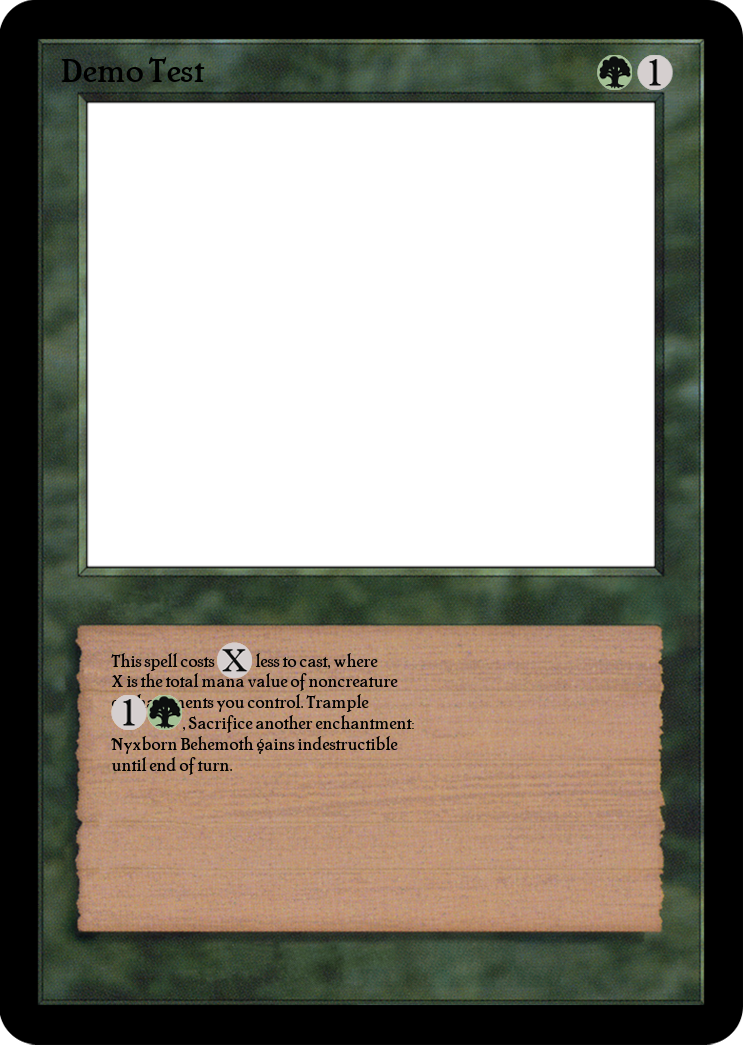 Demo Test 1
This spell costs X less to cast, where
X is the total mana value of noncreature
you control. Trample
1 , Sacrifice another enchantment:
Nyxborn Behemoth gains indestructible
until end of turn.